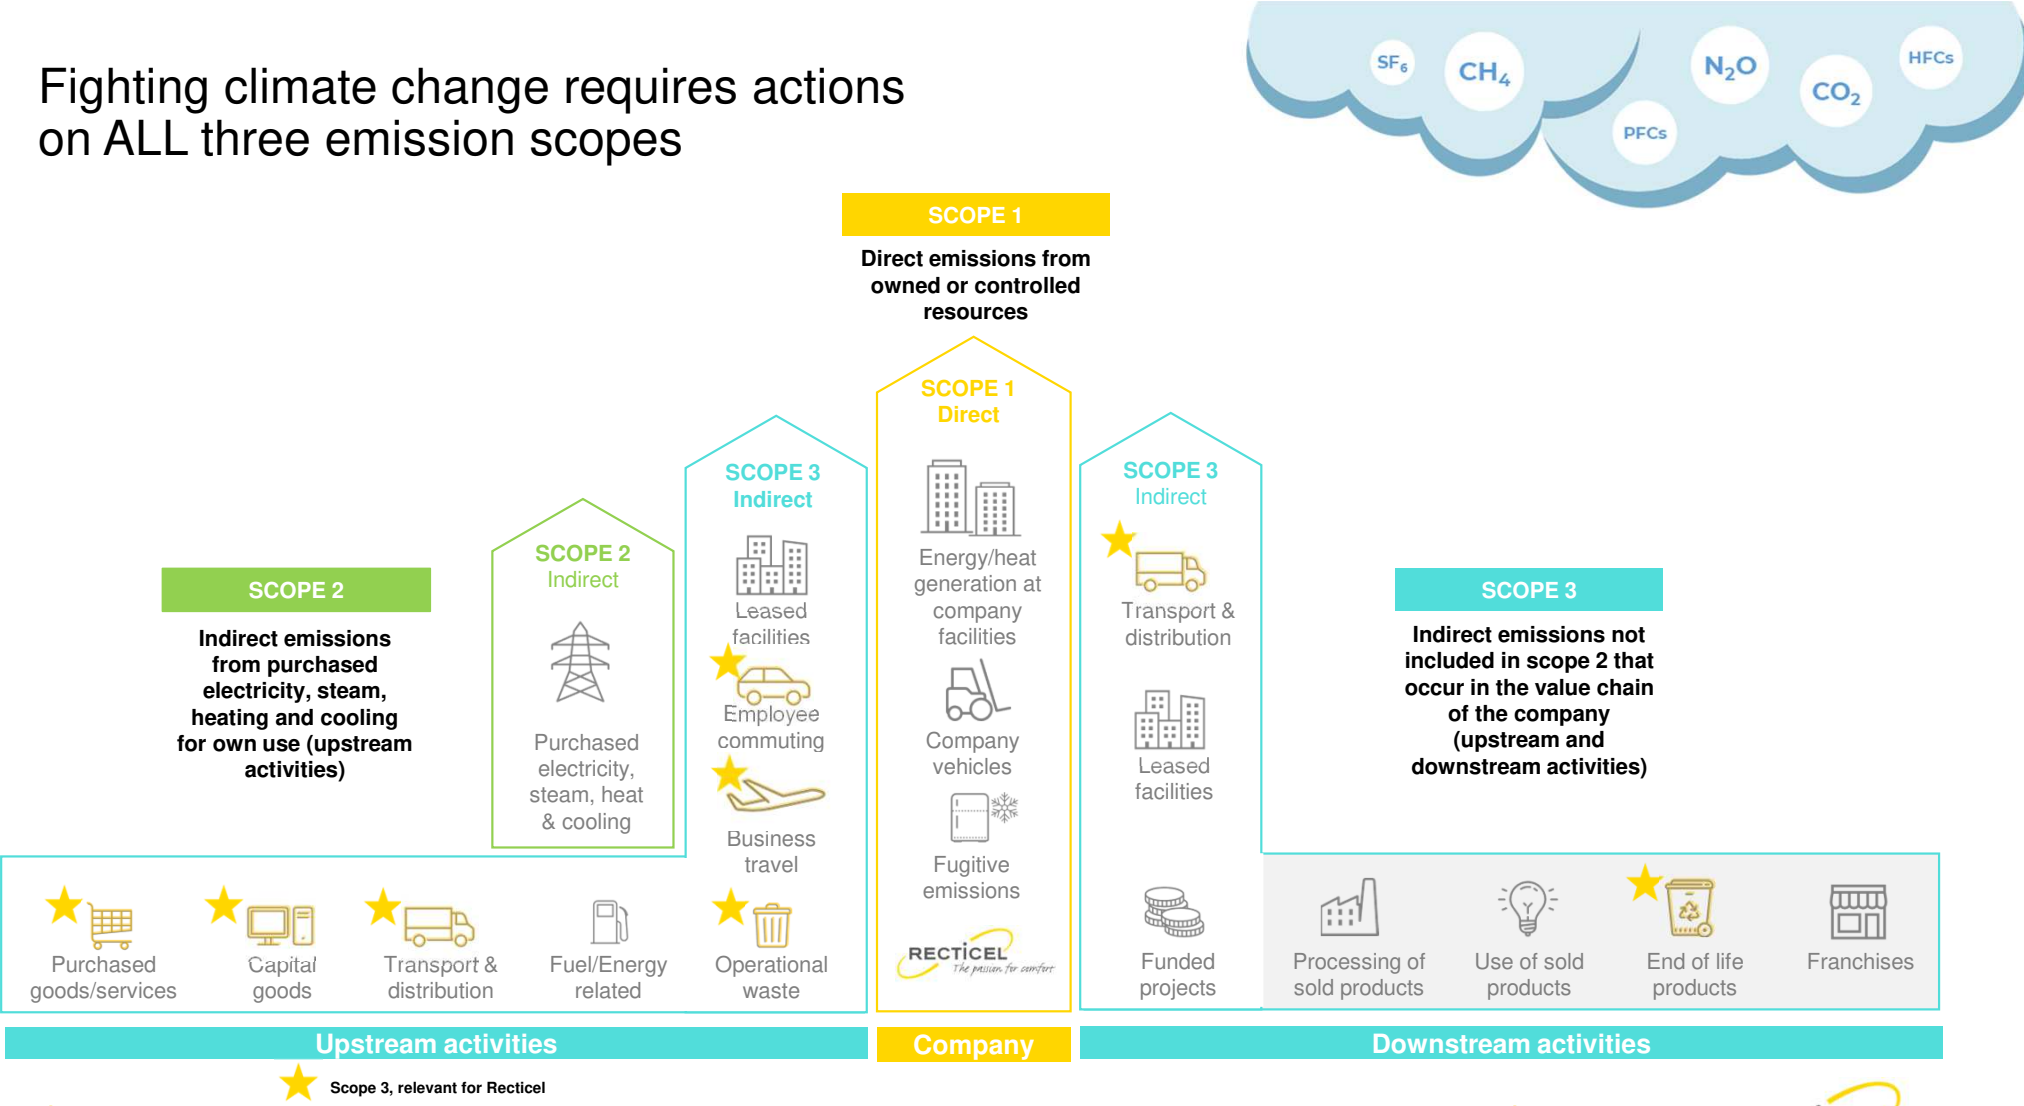 Fighting climate change requires actions
on ALL three emission scopes
SF6
CH4
N2O
CO2
HFCs
PFCs
SCOPE 1
Direct emissions from
owned or controlled
resources
SCOPE 2
Indirect emissions
from purchased
electricity, steam,
heating and cooling
for own use (upstream
activities)
SCOPE 2
Indirect
Purchased
electricity,
steam, heat
& cooling
SCOPE 3
Indirect
Leased
facilities
Employee
commuting
Business
travel
Operational
waste
SCOPE 1
Direct
Energy/heat
generation at
company
facilities
Company
vehicles
Fugitive
emissions
RECTICEL
The passion for comfort
SCOPE 3
Indirect
Transport &
distribution
Leased
facilities
Funded
projects
SCOPE 3
Indirect emissions not
included in scope 2 that
occur in the value chain
of the company
(upstream and
downstream activities)
Purchased
goods/services
Capital
goods
Transport &
distribution
Fuel/Energy
related
Processing of
sold products
Use of sold
products
End of life
products
Franchises
Upstream activities
Company
Downstream activities
Scope 3, relevant for Recticel